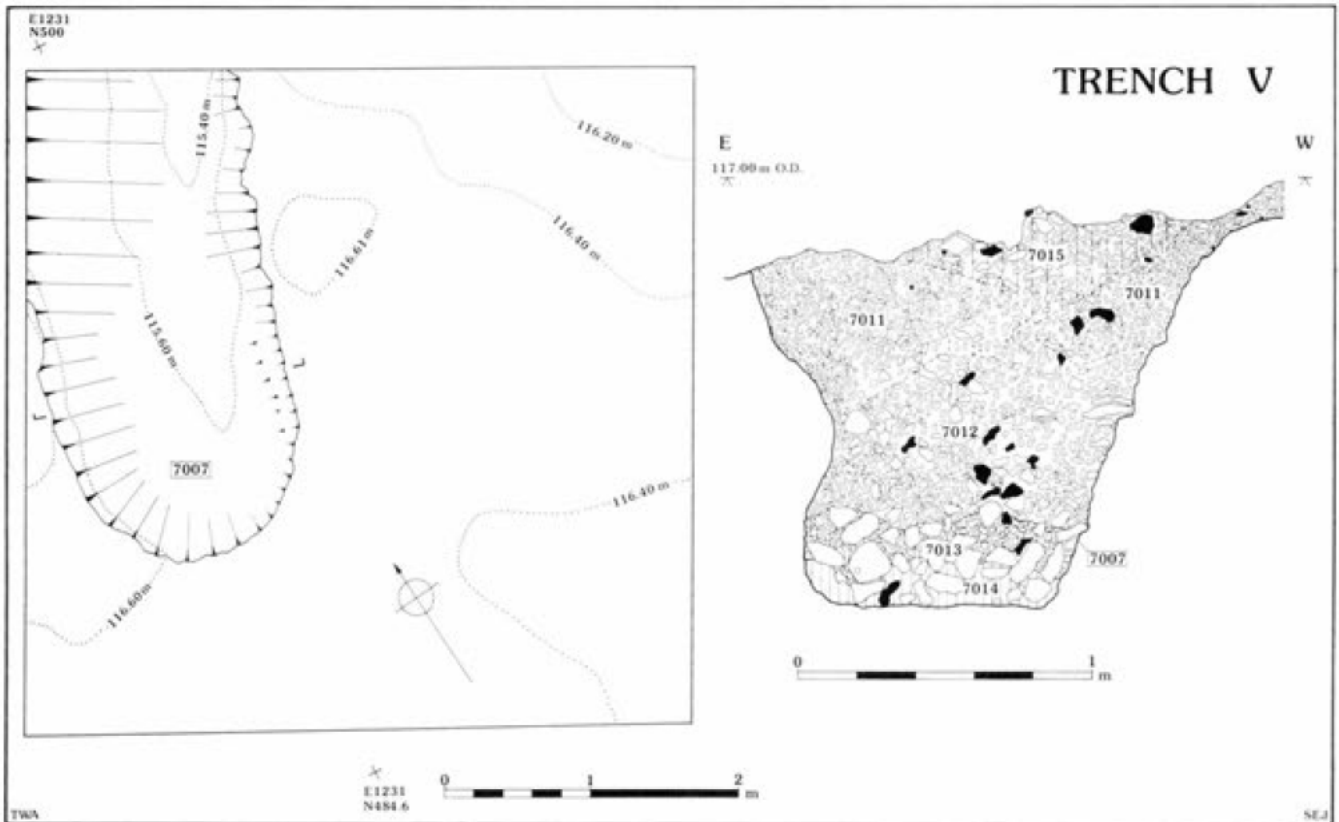 E1231
N500
TRENCH V
115.40 m
116.20 m
E
W
117.00 m O.D.
116.61 m
116.40 m
7015
7011
7011
115.60 m
7012
7007
116.40 m
7013
7007
7014
116.60 m
0 1
m
E1231
N484.6
0 1 2
m
TWA
SEJ